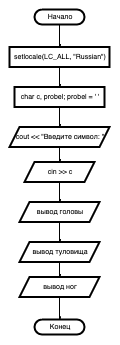 Начало
setlocale(LC_ALL, "Russian")
char c, probel; probel = ' '
cout << "Введите символ: "
cin >> c
вывод головы
вывод туловища
вывод ног
Конец